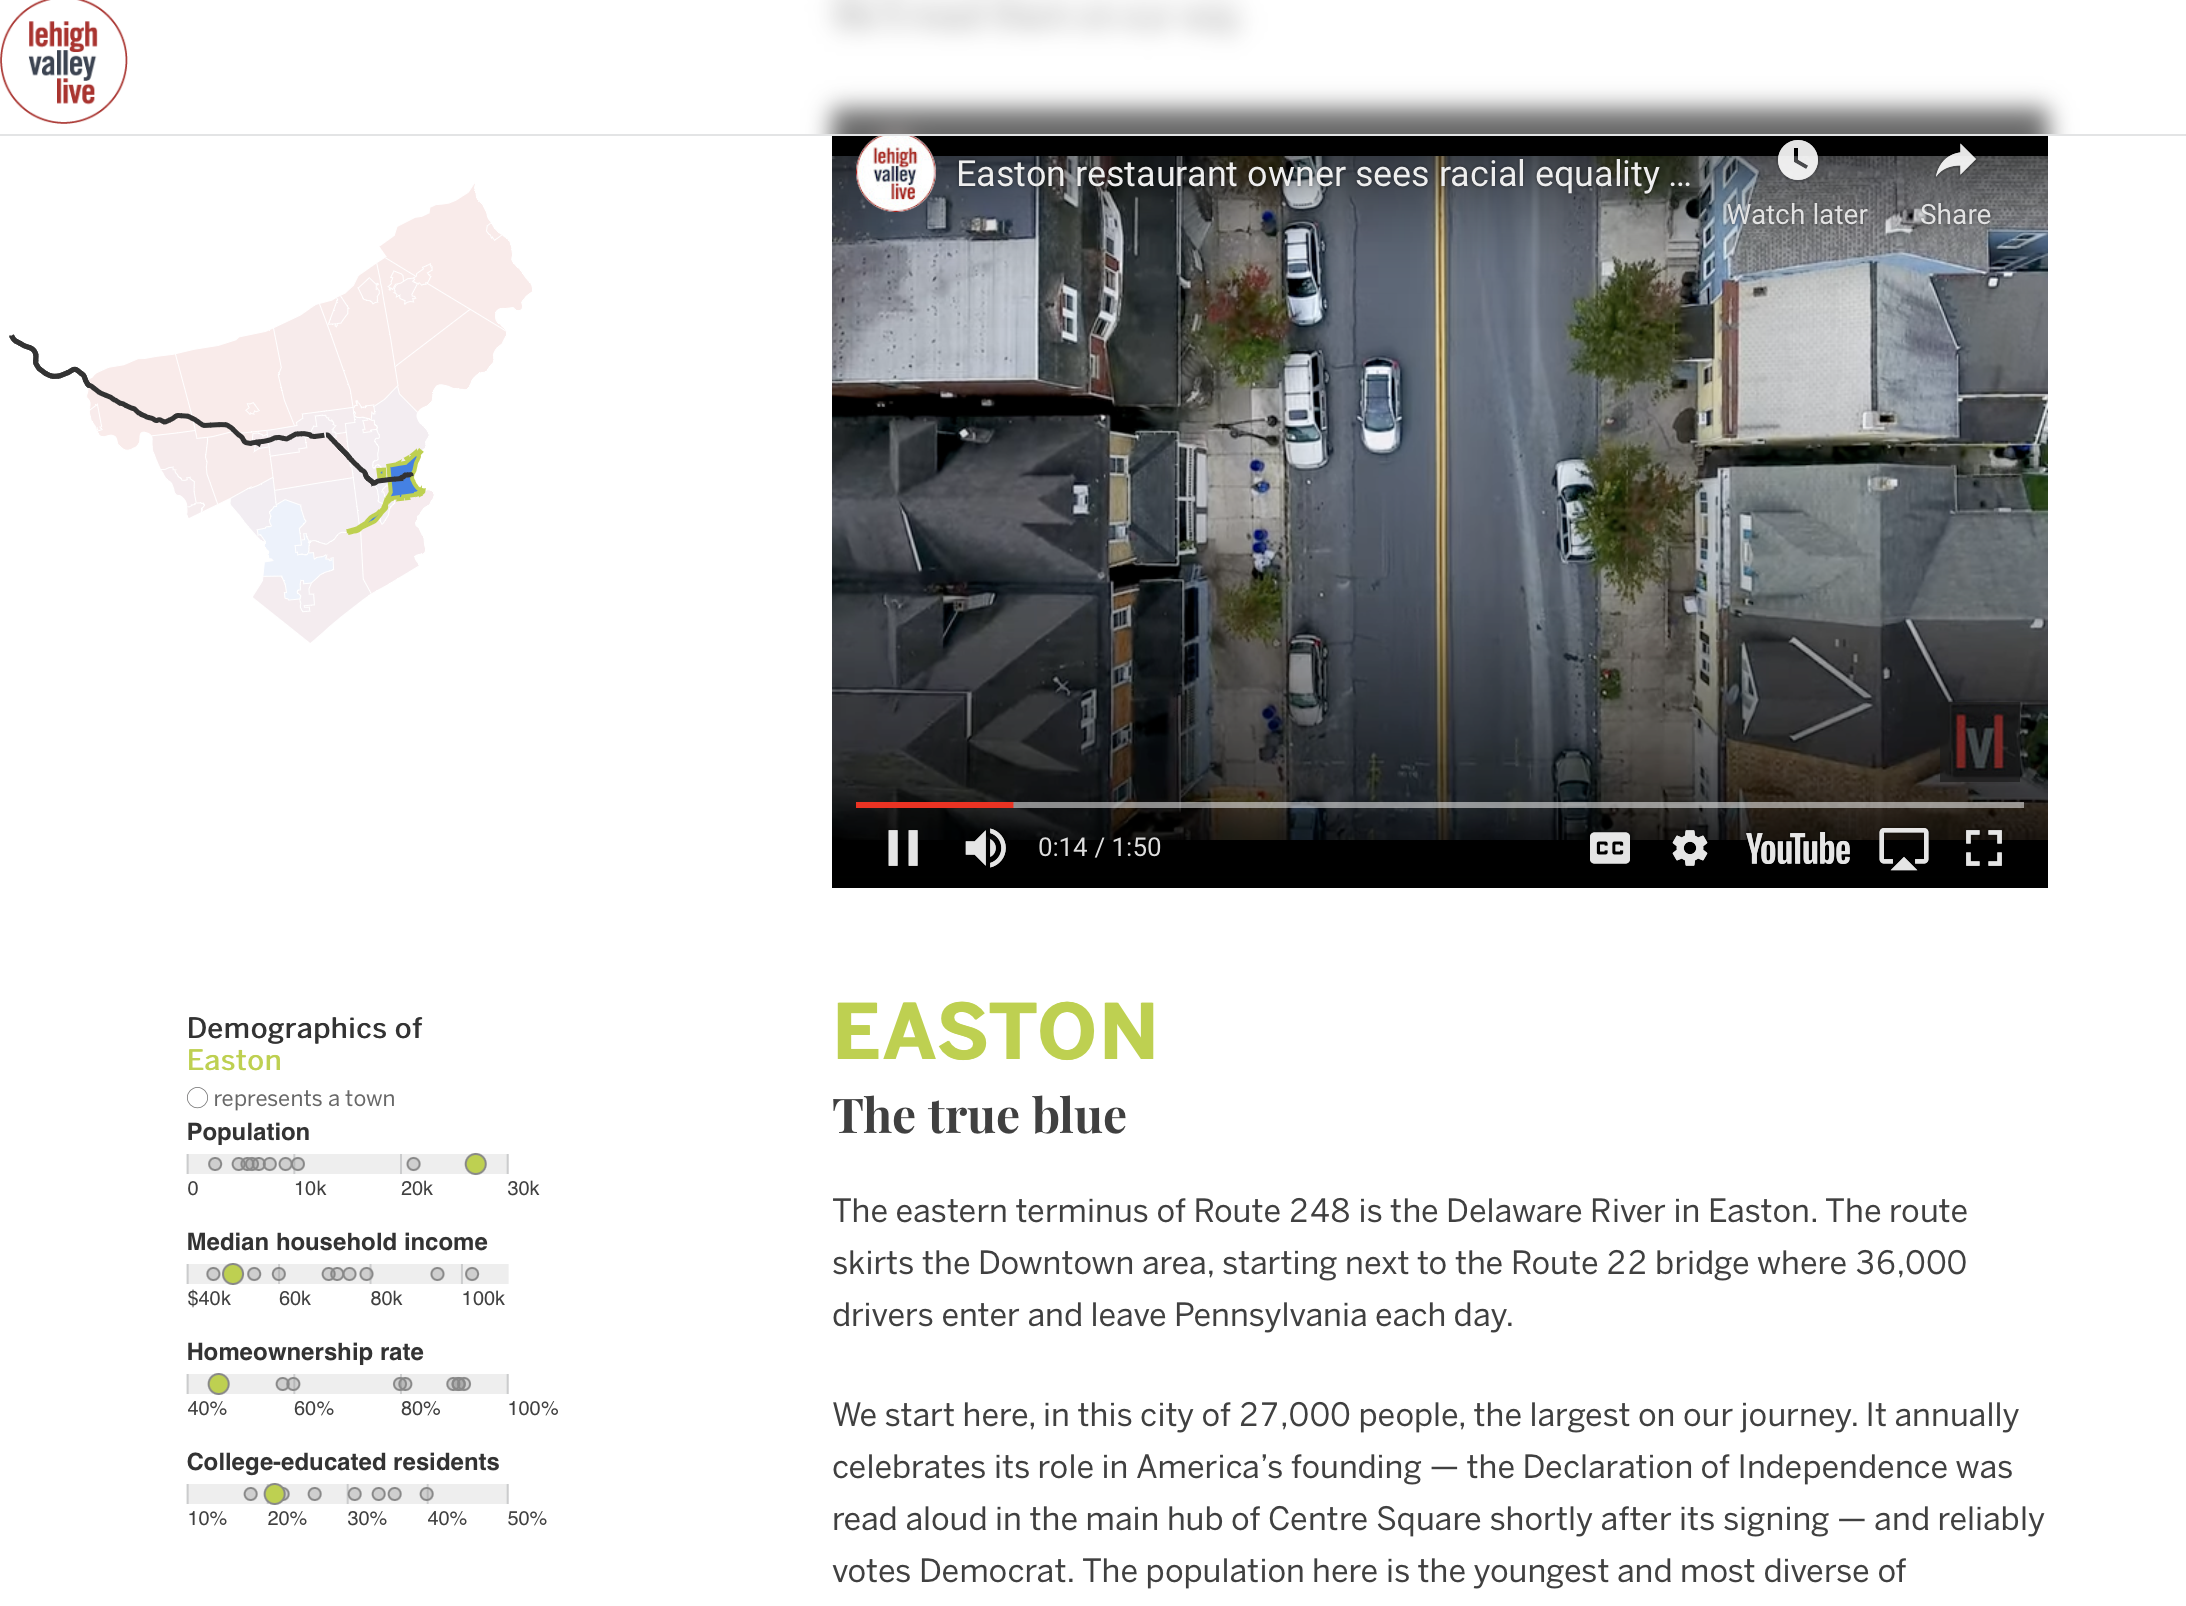 lehigh
valley
live
lehigh
valley
live
Easton restaurant owner sees racial equality ...
Watch later
Share
lvl
0:14 / 1:50
CC
YouTube
EASTON
The true blue
The eastern terminus of Route 248 is the Delaware River in Easton. The route
skirts the Downtown area, starting next to the Route 22 bridge where 36,000
drivers enter and leave Pennsylvania each day.
We start here, in this city of 27,000 people, the largest on our journey. It annually
celebrates its role in America’s founding — the Declaration of Independence was
read aloud in the main hub of Centre Square shortly after its signing — and reliably
votes Democrat. The population here is the youngest and most diverse of
Demographics of
Easton
represents a town
Population
0 10k 20k 30k
Median household income
$40k 60k 80k 100k
Homeownership rate
40% 60% 80% 100%
College-educated residents
10% 20% 30% 40% 50%